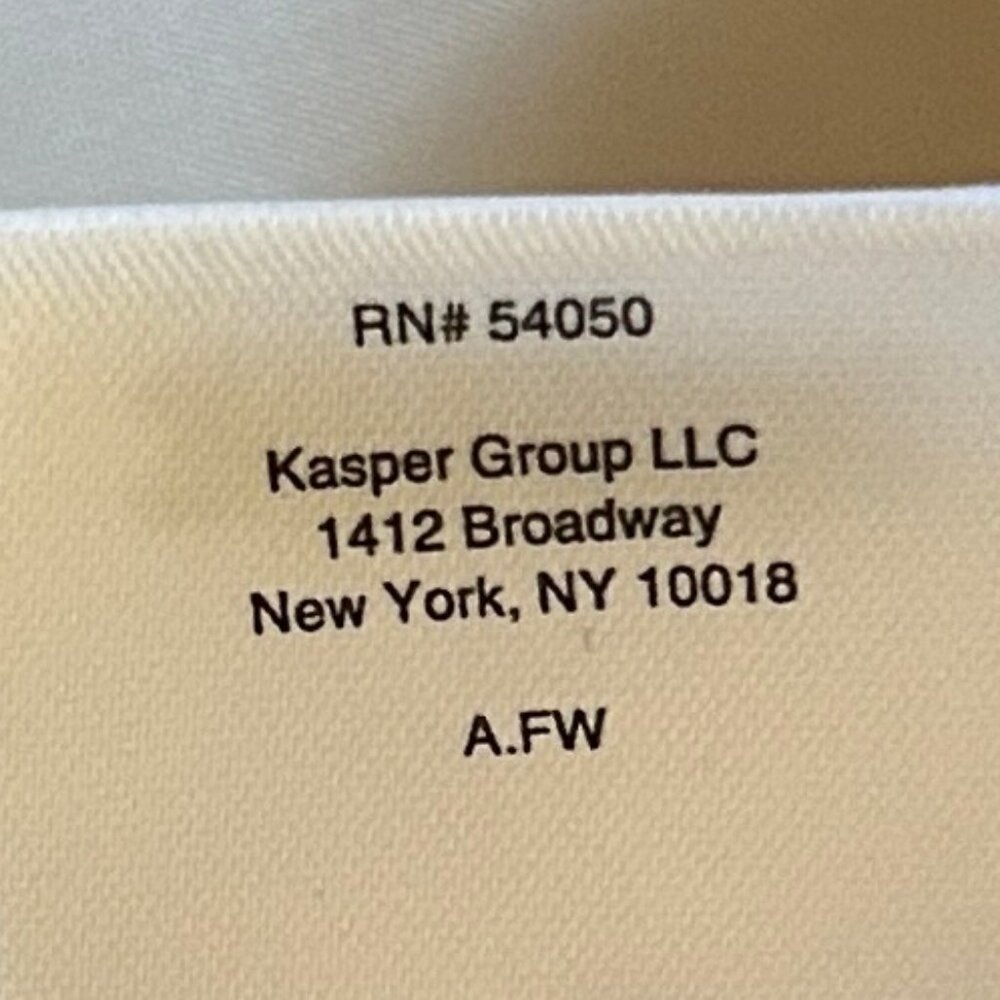 RN# 54050
Kasper Group LLC
1412 Broadway
New York, NY 10018
A.FW